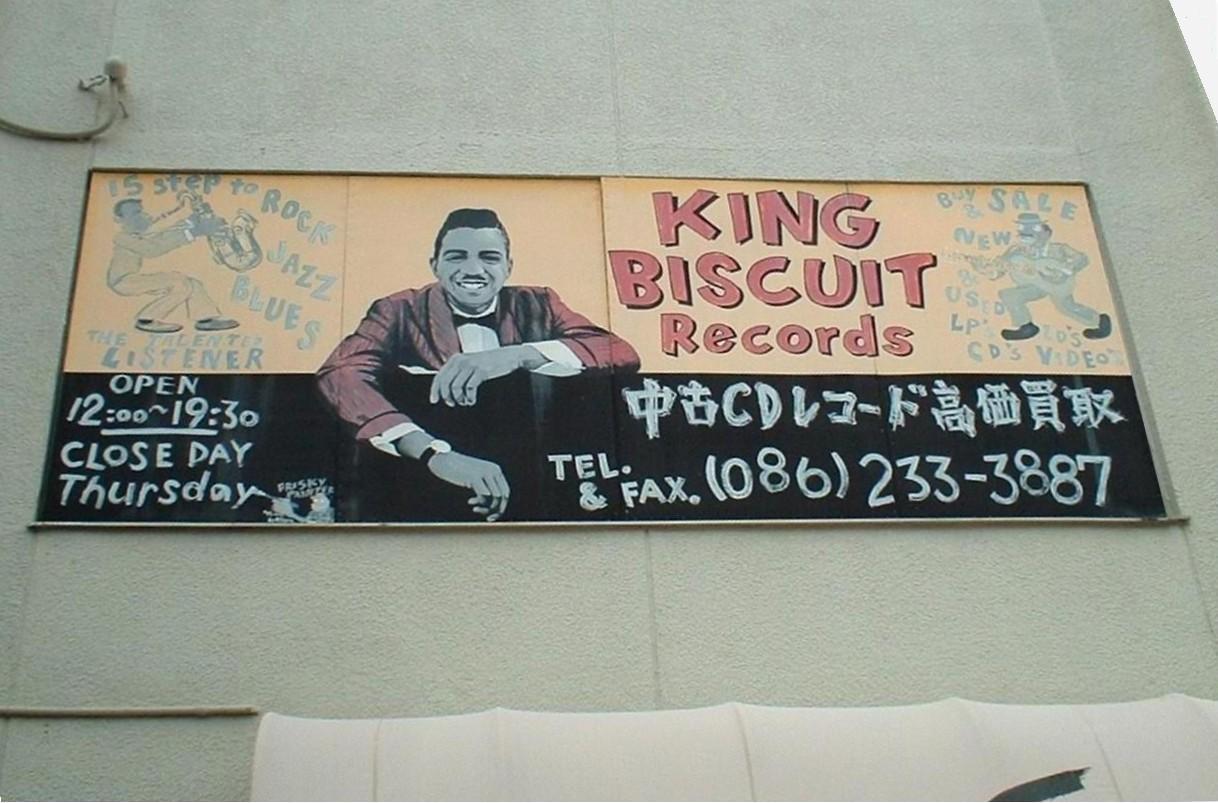 15 STEP to ROCK
JAZZ
BLUES
THE TALENTED
LISTENER
KING
BISCUIT
Records
BUY & SALE
NEW
& USED
LP'S
CD'S VIDEO'S
OPEN
12:00~19:30
CLOSE DAY
Thursday
FRISKY
PAINTER
中古CDレコード高価買取
TEL.
& FAX. (086) 233-3887